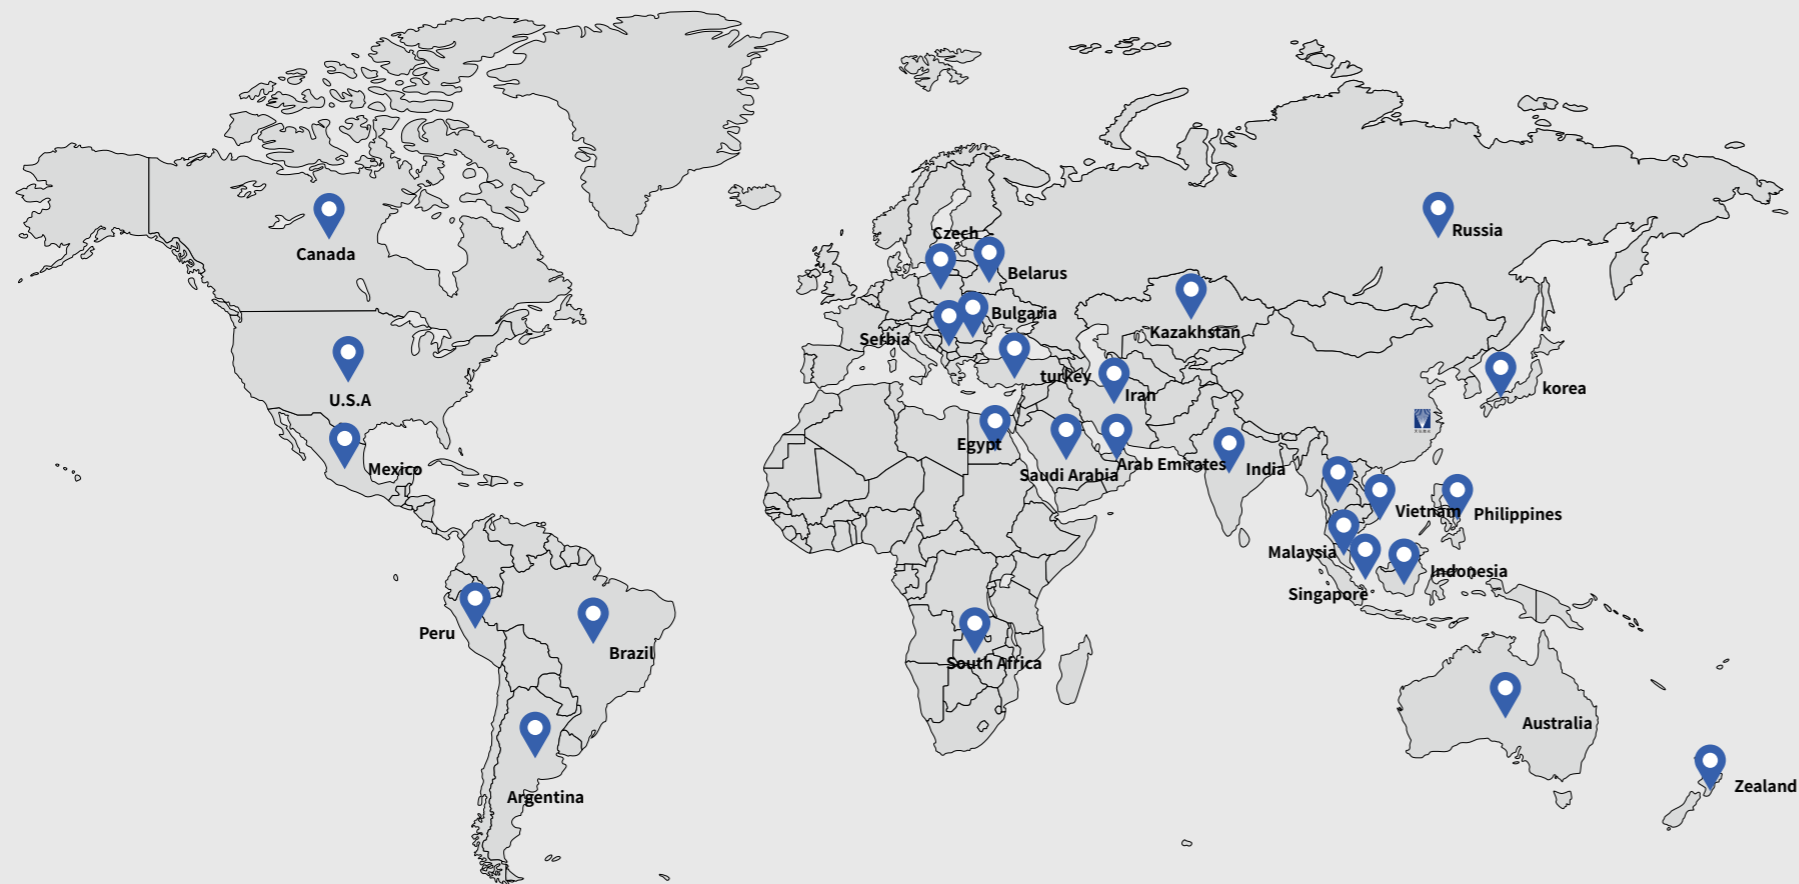 Czech
Russia
Canada
Belarus
Bulgaria
Kazakhstan
Serbia
turkey
korea
Iran
U.S.A
Egypt
Arab Emirates
Mexico
India
Saudi Arabia
Vietnam
Philippines
Malaysia
Indonesia
Singapore
Peru
Brazil
South Africa
Australia
Zealand
Argentina